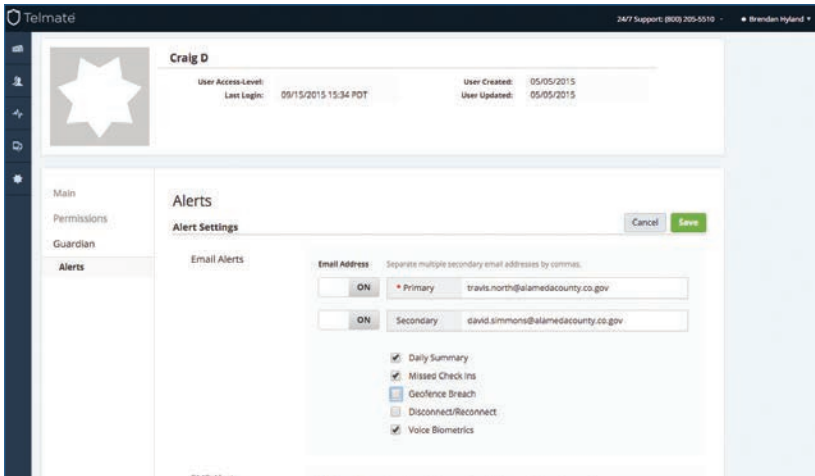 Telmate
24/7 Support: (800) 205-5510
Brendan Hyland
Craig D
User Access-Level:
User Created: 05/05/2015
Last Login: 09/15/2015 15:34 PDT
User Updated: 05/05/2015
Main
Permissions
Guardian
Alerts
Alerts
Alert Settings
Cancel Save
Email Alerts
Email Address Separate multiple secondary email addresses by commas.
ON * Primary travis.north@alamedacounty.co.gov
ON Secondary david.simmons@alamedacounty.co.gov
Daily Summary
Missed Check Ins
Geofence Breach
Disconnect/Reconnect
Voice Biometrics